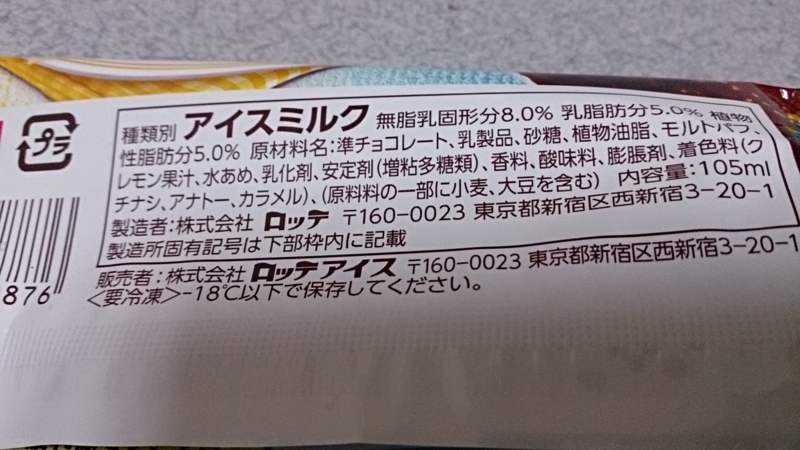 種類別 アイスミルク 無脂乳固形分8.0% 乳脂肪分5.0% 植物
性脂肪分5.0% 原材料名:準チョコレート、乳製品、砂糖、植物油脂、モルトパフ、
レモン果汁、水あめ、乳化剤、安定剤(増粘多糖類)、香料、酸味料、膨脹剤、着色料(ク
チナシ、アナトー、カラメル)、(原料料の一部に小麦、大豆を含む) 内容量:105ml
製造者:株式会社 ロッテ 〒160-0023 東京都新宿区西新宿3-20-1
製造所固有記号は下部枠内に記載
販売者:株式会社 ロッテアイス 〒160-0023 東京都新宿区西新宿3-20-1
<要冷凍>-18℃以下で保存してください。
プラ
876